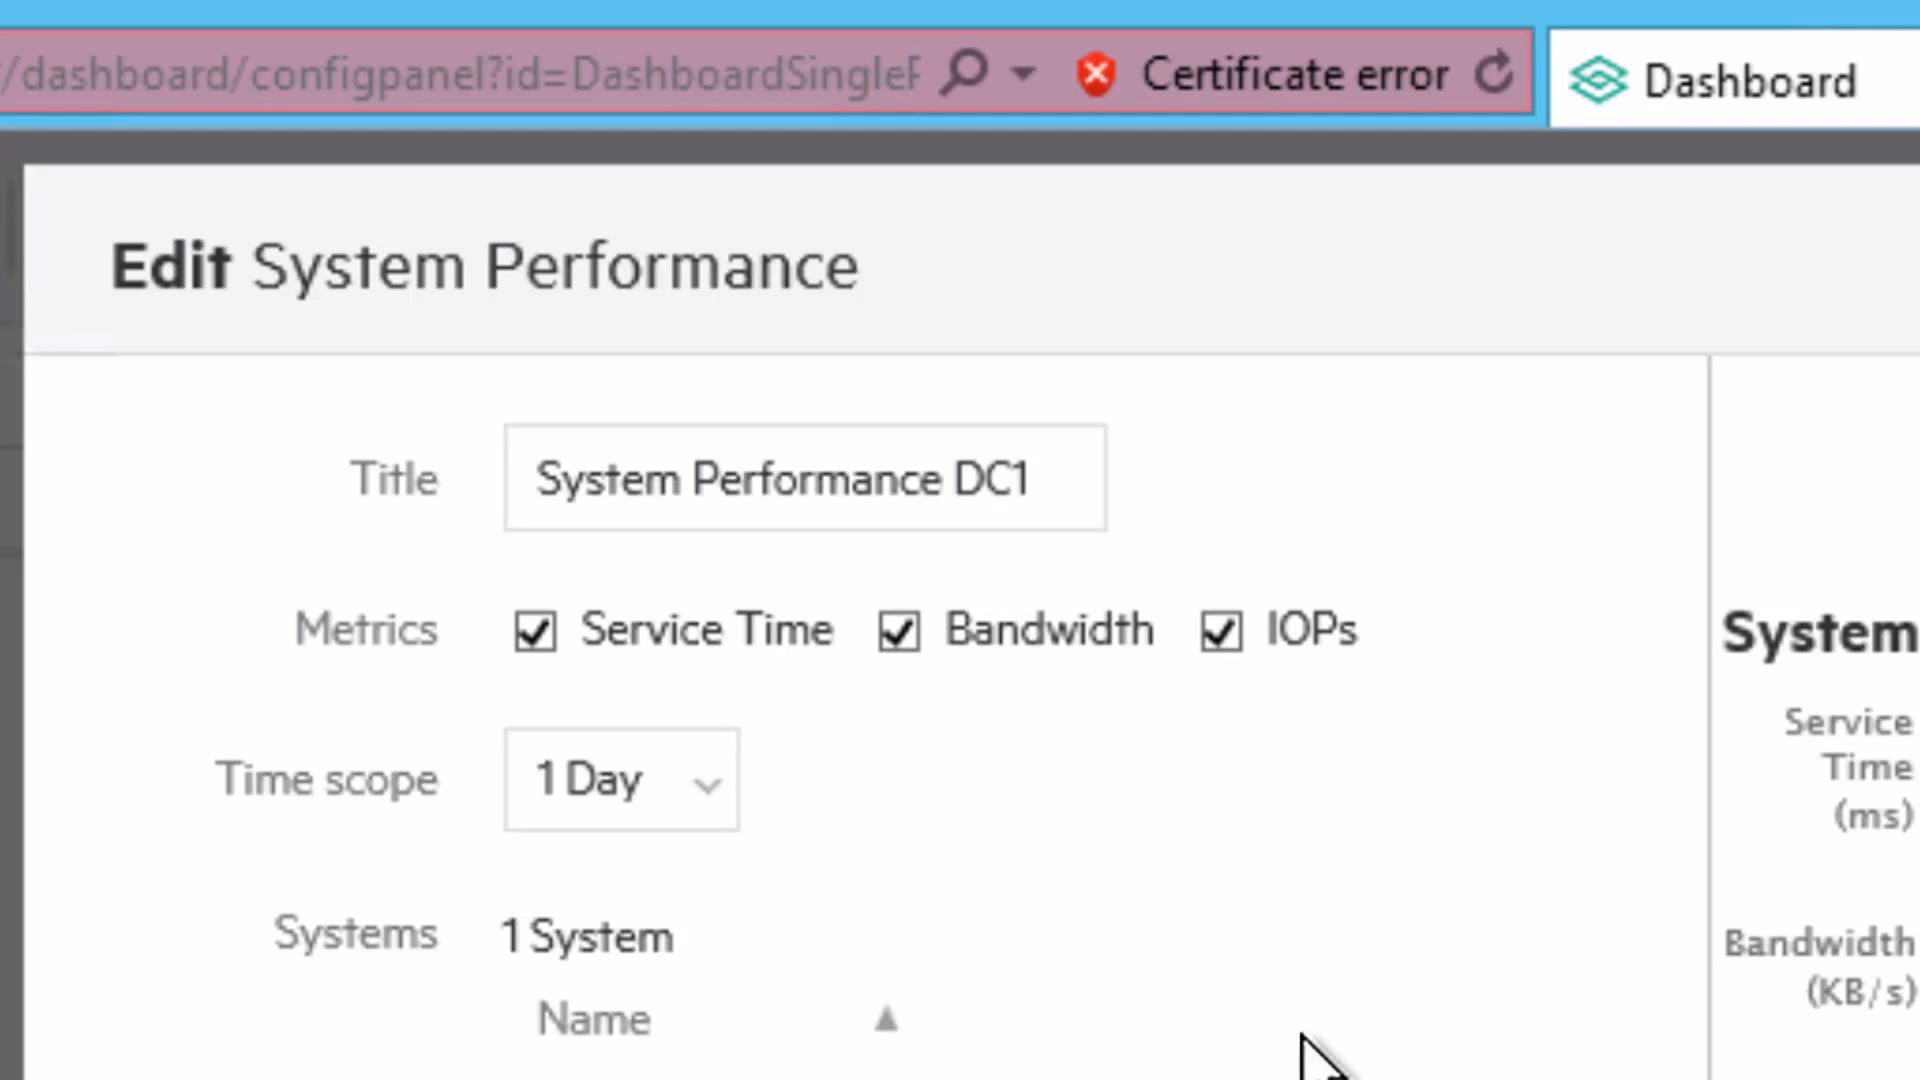 /dashboard/configpanel?id=DashboardSingleP Certificate error Dashboard
Edit System Performance
Title System Performance DC1
Metrics Service Time Bandwidth IOPs
System
Service
Time scope 1 Day
Time
(ms)
Systems 1 System
Bandwidth
(KB/s)
Name